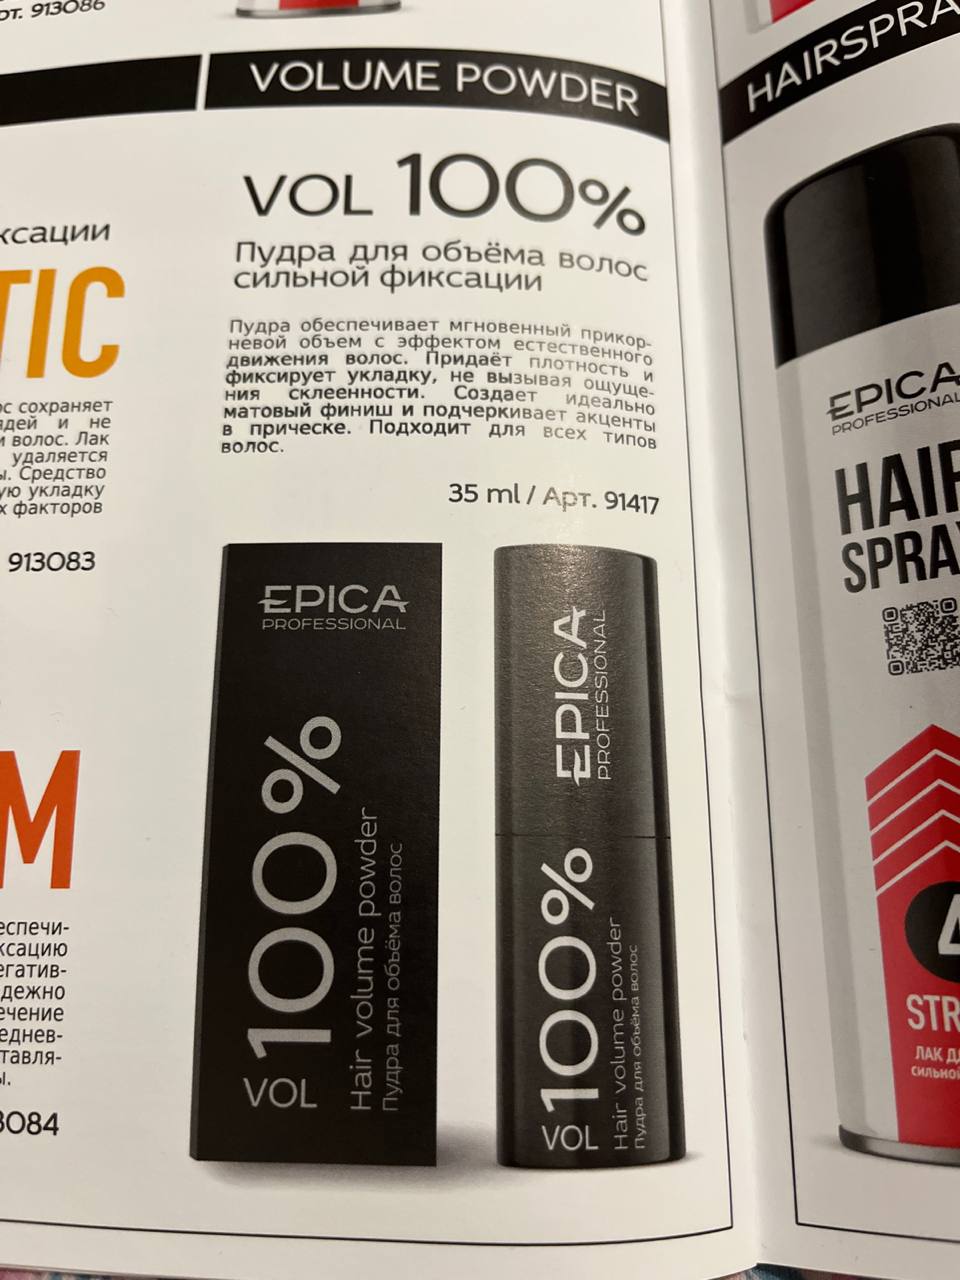 арт. 913086
VOLUME POWDER
VOL 100%
Пудра для объёма волос
сильной фиксации
Пудра обеспечивает мгновенный прикор-
невой объем с эффектом естественного
движения волос. Придаёт плотность и
фиксирует укладку, не вызывая ощуще-
ния склеенности. Создает идеально
матовый финиш и подчеркивает акценты
в прическе. Подходит для всех типов
волос.
35 ml / Арт. 91417
EPICA
PROFESSIONAL
VOL 100%
Hair volume powder
Пудра для объёма волос
EPICA
PROFESSIONAL
VOL 100%
Hair volume powder
Пудра для объёма волос
ксации
TIC
ос сохраняет
ядей и не
и волос. Лак
удаляется
ы. Средство
ую укладку
х факторов
913083
M
еспечи-
ксацию
егатив-
дежно
ечение
еднев-
тавля-
ы.
3084
HAIRSPRA
EPICA
PROFESSIONAL
HAIR
SPRAY
4
STR
ЛАК Д
сильной